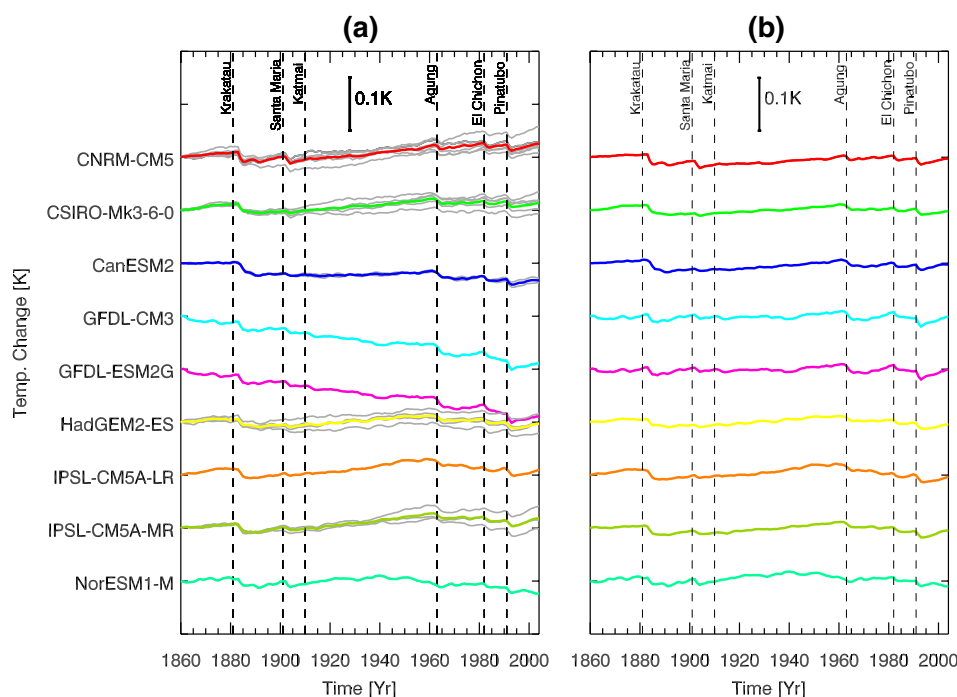 (a) (b)
Krakatau Santa Maria Katmai Agung El Chichon Pinatubo
Krakatau Santa Maria Katmai Agung El Chichon Pinatubo
0.1K 0.1K
Temp. Change [K]
CNRM-CM5
CSIRO-Mk3-6-0
CanESM2
GFDL-CM3
GFDL-ESM2G
HadGEM2-ES
IPSL-CM5A-LR
IPSL-CM5A-MR
NorESM1-M
1860 1880 1900 1920 1940 1960 1980 2000 1860 1880 1900 1920 1940 1960 1980 2000
Time [Yr] Time [Yr]